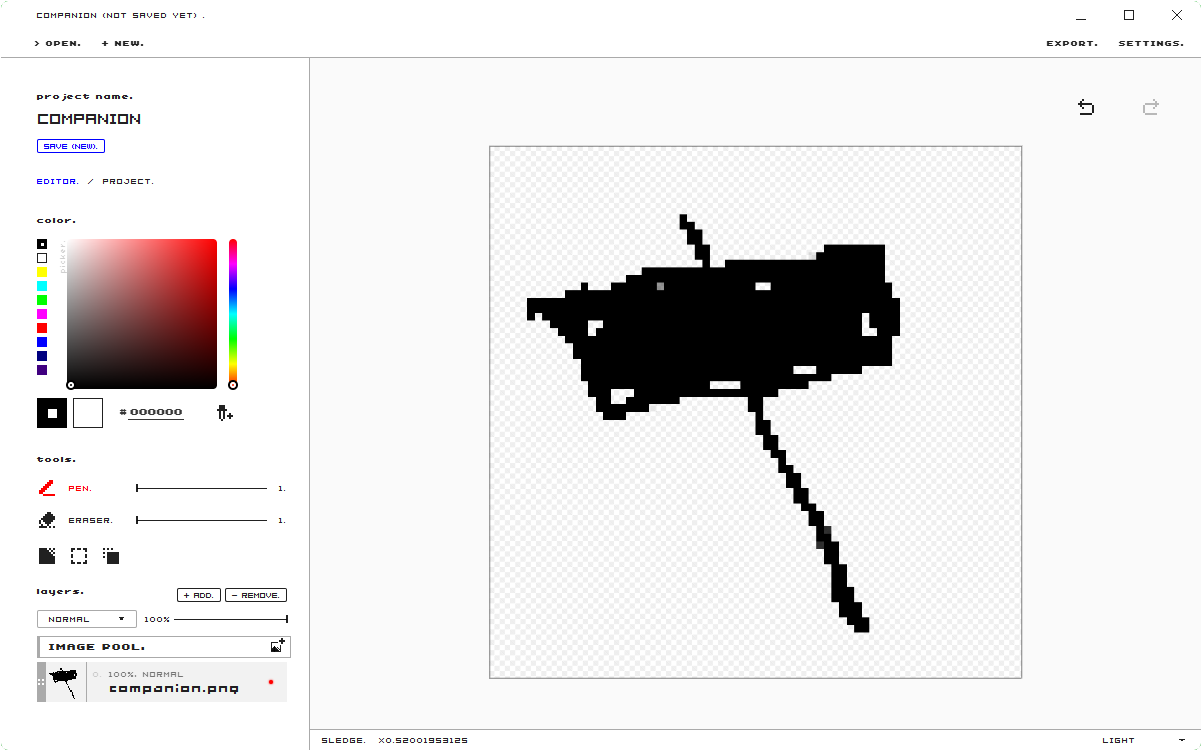 COMPANION (NOT SAVED YET) .
> OPEN. + NEW. EXPORT. SETTINGS.
project name.
COMPANION
SAVE (NEW).
EDITOR. / PROJECT.
color.
picker.
# 000000
tools.
PEN. 1.
ERASER. 1.
layers.
+ ADD. - REMOVE.
NORMAL 100%
IMAGE POOL.
O. 100%. NORMAL
companion.png
SLEDGE. X0.52001953125 LIGHT